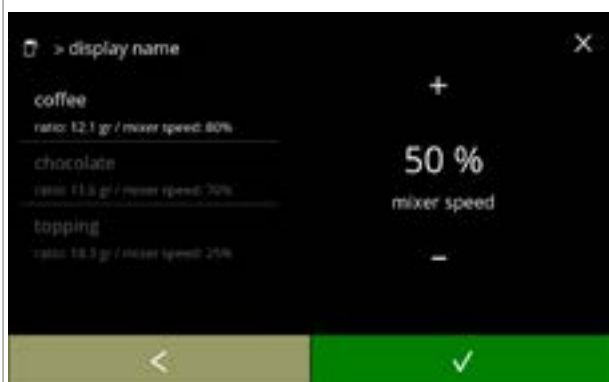 > display name
coffee
ratio: 12.1 gr / mixer speed: 80%
chocolate
ratio: 11.6 gr / mixer speed: 70%
topping
ratio: 18.3 gr / mixer speed: 25%
+
50 %
mixer speed
−